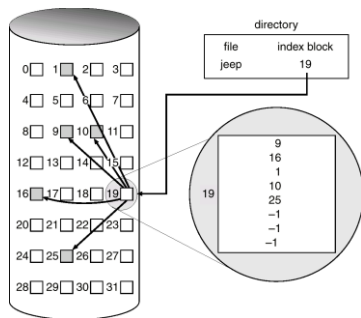 directory
file index block
jeep 19
0 1 2 3
4 5 6 7
8 9 10 11
12 13 14 15
16 17 18 19
20 21 22 23
24 25 26 27
28 29 30 31
19
9
16
1
10
25
–1
–1
–1